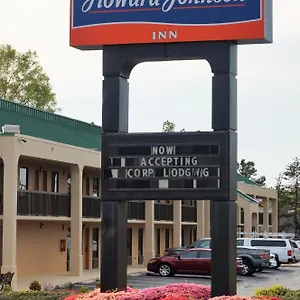 Howard Johnson
INN
NOW
ACCEPTING
CORP LODGING